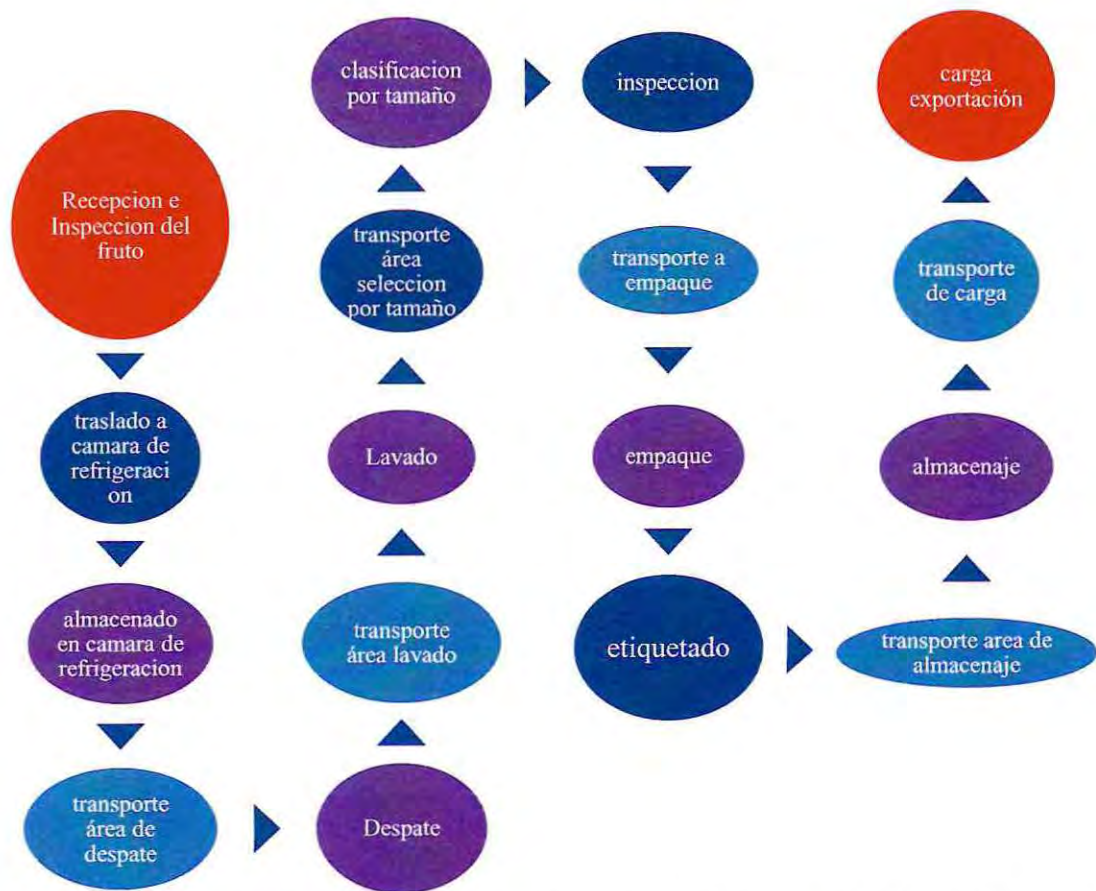 Recepcion e
Inspeccion del
fruto
traslado a
camara de
refrigeraci
on
almacenado
en camara de
refrigeracion
transporte
área de
despate
Despate
transporte
área lavado
Lavado
transporte
área
seleccion
por tamaño
clasificacion
por tamaño
inspeccion
transporte a
empaque
empaque
etiquetado
transporte area de
almacenaje
almacenaje
transporte
de carga
carga
exportación